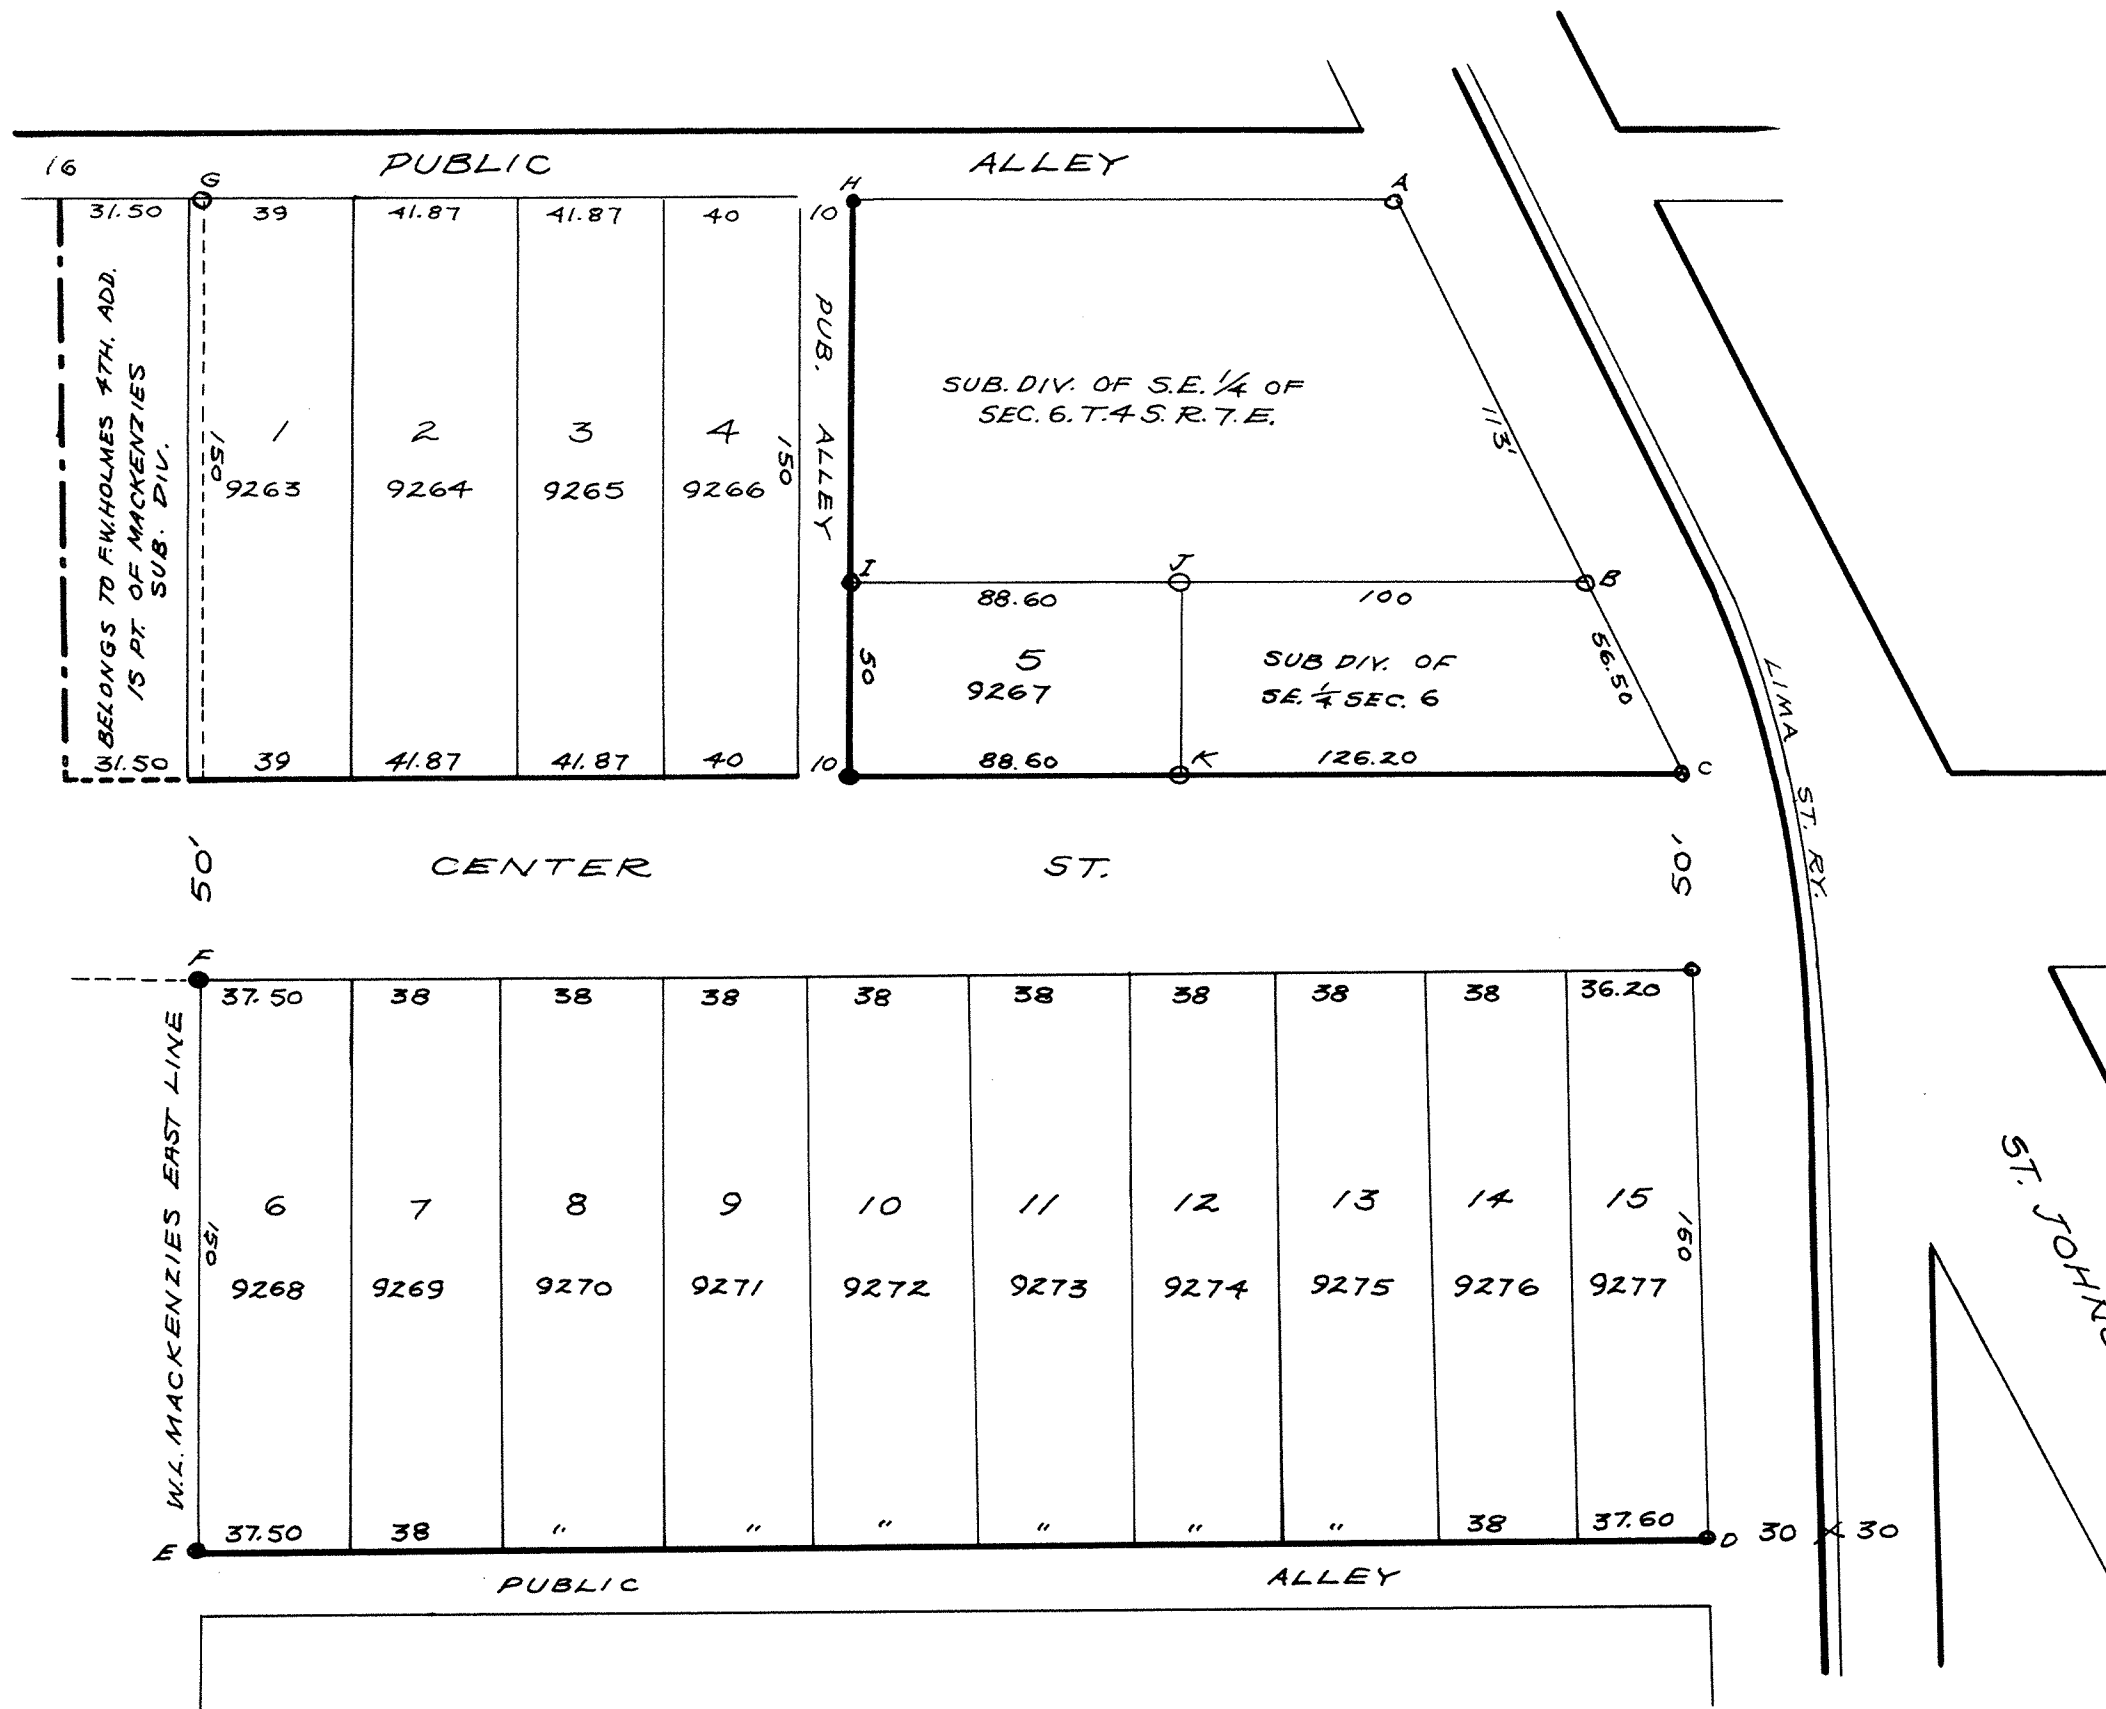 16
PUBLIC ALLEY
G H A
31.50 39 41.87 41.87 40 10
BELONGS TO F.W.HOLMES 4TH. ADD.
IS PT. OF MACKENZIES
SUB. DIV.
150
1 2 3 4
9263 9264 9265 9266
150
PUB. ALLEY
SUB. DIV. OF S.E. 1/4 OF
SEC. 6. T.4 S. R. 7. E.
113'
I J B
88.60 100
50
5
9267
SUB DIV. OF
SE. 1/4 SEC. 6
56.50
31.50 39 41.87 41.87 40 10 88.60 K 126.20 C
LIMA ST. RY.
50' CENTER ST. 50'
F
37.50 38 38 38 38 38 38 38 38 36.20
W.L. MACKENZIES EAST LINE
150
6 7 8 9 10 11 12 13 14 15
150
9268 9269 9270 9271 9272 9273 9274 9275 9276 9277
ST. JOHNS
E 37.50 38 " " " " " " 38 37.60 D 30 X 30
PUBLIC ALLEY